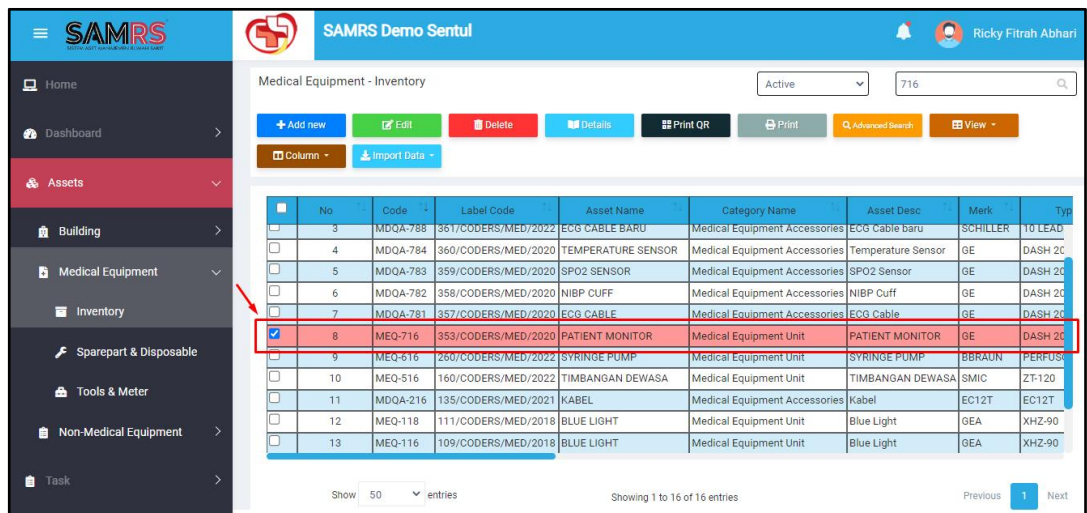 SAMRS
SAMRS Demo Sentul
Ricky Fitrah Abhari
Home
Dashboard
Assets
Building
Medical Equipment
Inventory
Sparepart & Disposable
Tools & Meter
Non-Medical Equipment
Task
Medical Equipment - Inventory
Active
716
+ Add new
Edit
Delete
Details
Print QR
Print
Advanced Search
View
Column
Import Data
No Code Label Code Asset Name Category Name Asset Desc Merk Typ
3 MDQA-788 361/CODERS/MED/2022 ECG CABLE BARU Medical Equipment Accessories ECG Cable baru SCHILLER 10 LEAD
4 MDQA-784 360/CODERS/MED/2020 TEMPERATURE SENSOR Medical Equipment Accessories Temperature Sensor GE DASH 20
5 MDQA-783 359/CODERS/MED/2020 SPO2 SENSOR Medical Equipment Accessories SPO2 Sensor GE DASH 20
6 MDQA-782 358/CODERS/MED/2020 NIBP CUFF Medical Equipment Accessories NIBP Cuff GE DASH 20
7 MDQA-781 357/CODERS/MED/2020 ECG CABLE Medical Equipment Accessories ECG Cable GE DASH 20
8 MEQ-716 353/CODERS/MED/2020 PATIENT MONITOR Medical Equipment Unit PATIENT MONITOR GE DASH 20
9 MEQ-616 260/CODERS/MED/2022 SYRINGE PUMP Medical Equipment Unit SYRINGE PUMP BBRAUN PERFUS
10 MEQ-516 160/CODERS/MED/2022 TIMBANGAN DEWASA Medical Equipment Unit TIMBANGAN DEWASA SMIC ZT-120
11 MDQA-216 135/CODERS/MED/2021 KABEL Medical Equipment Accessories Kabel EC12T EC12T
12 MEQ-118 111/CODERS/MED/2018 BLUE LIGHT Medical Equipment Unit Blue Light GEA XHZ-90
13 MEQ-116 109/CODERS/MED/2018 BLUE LIGHT Medical Equipment Unit Blue Light GEA XHZ-90
Show 50 entries
Showing 1 to 16 of 16 entries
Previous 1 Next